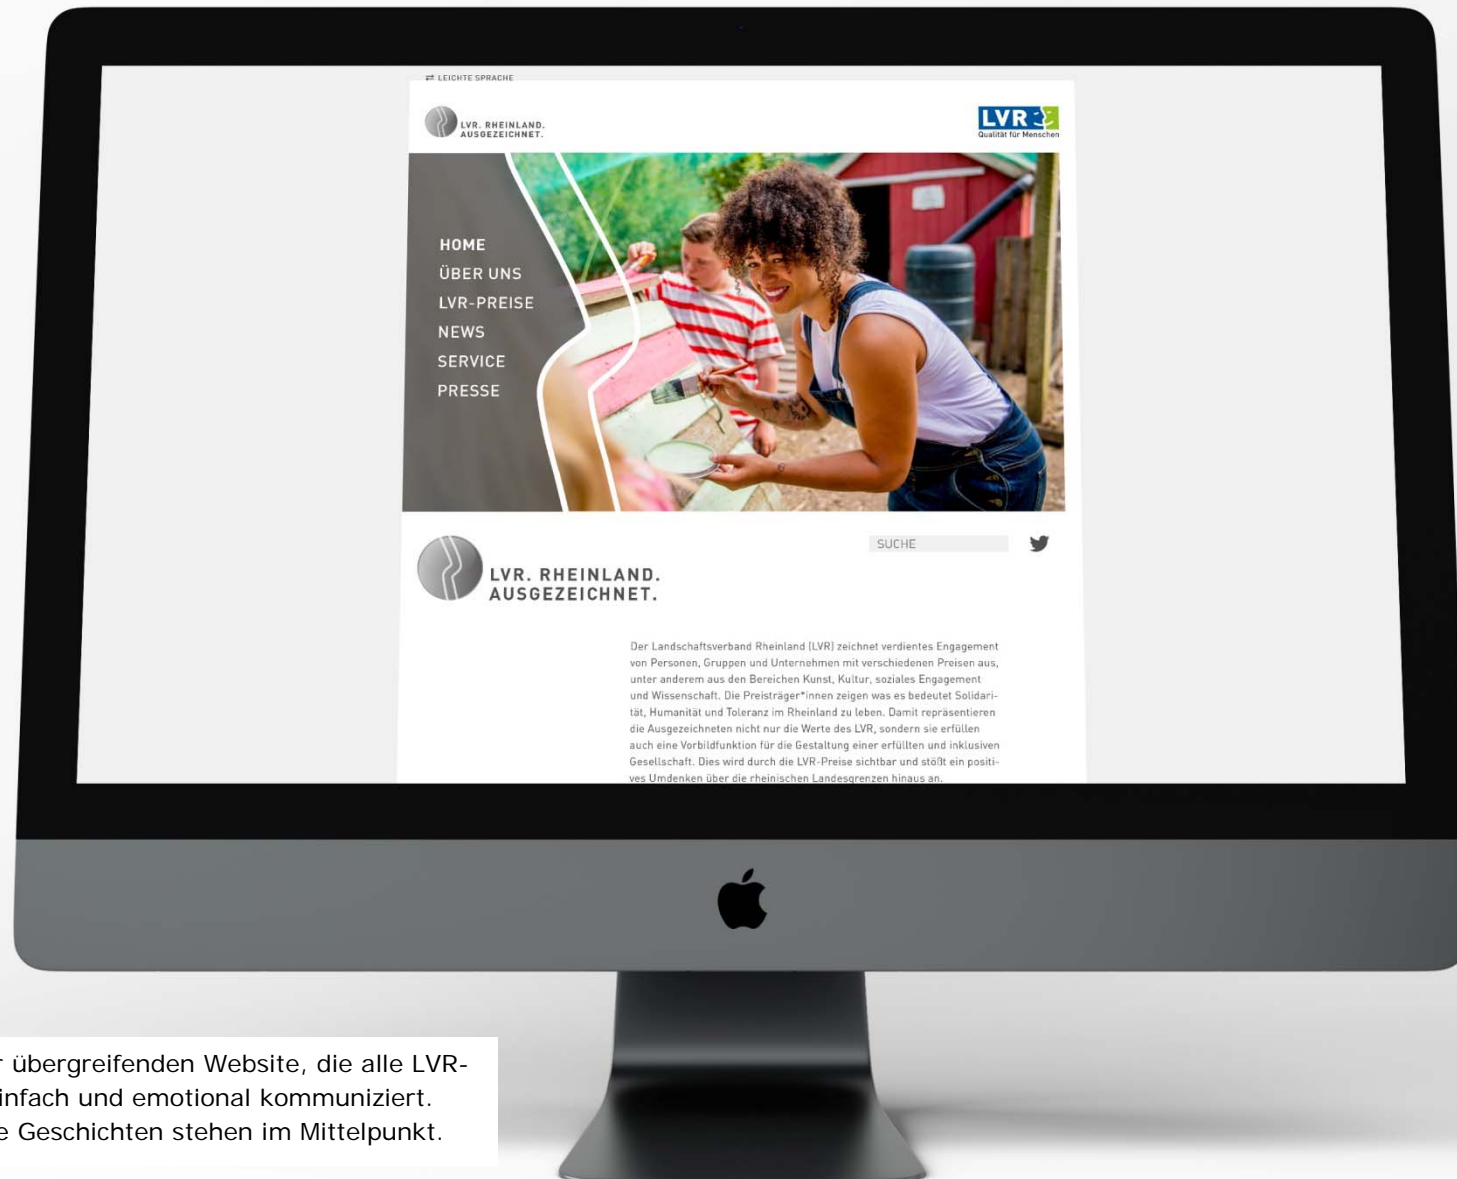 ⇄ LEICHTE SPRACHE
LVR. RHEINLAND.
AUSGEZEICHNET.
LVR
Qualität für Menschen
HOME
ÜBER UNS
LVR-PREISE
NEWS
SERVICE
PRESSE
SUCHE
LVR. RHEINLAND.
AUSGEZEICHNET.
Der Landschaftsverband Rheinland (LVR) zeichnet verdientes Engagement
von Personen, Gruppen und Unternehmen mit verschiedenen Preisen aus,
unter anderem aus den Bereichen Kunst, Kultur, soziales Engagement
und Wissenschaft. Die Preisträger*innen zeigen was es bedeutet Solidari-
tät, Humanität und Toleranz im Rheinland zu leben. Damit repräsentieren
die Ausgezeichneten nicht nur die Werte des LVR, sondern sie erfüllen
auch eine Vorbildfunktion für die Gestaltung einer erfüllten und inklusiven
Gesellschaft. Dies wird durch die LVR-Preise sichtbar und stößt ein positi-
ves Umdenken über die rheinischen Landesgrenzen hinaus an.
übergreifenden Website, die alle LVR-
infach und emotional kommuniziert.
Geschichten stehen im Mittelpunkt.